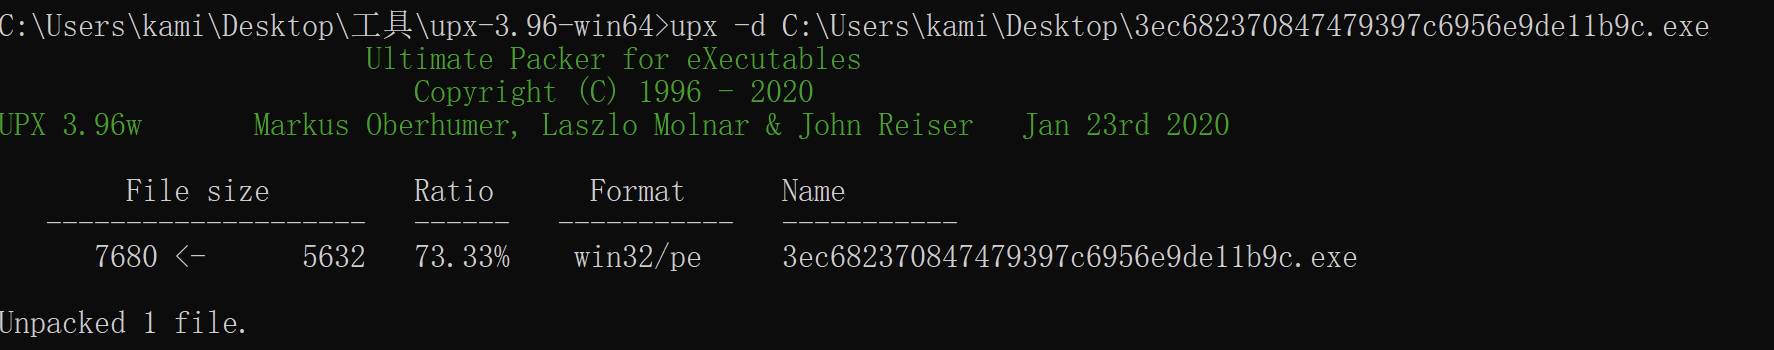 C:\Users\kami\Desktop\工具\upx-3.96-win64>upx -d C:\Users\kami\Desktop\3ec682370847479397c6956e9de11b9c.exe
Ultimate Packer for eXecutables
Copyright (C) 1996 - 2020
UPX 3.96w       Markus Oberhumer, Laszlo Molnar & John Reiser   Jan 23rd 2020
File size         Ratio      Format      Name
--------------------   ------   -----------   -----------
7680 <-      5632   73.33%    win32/pe     3ec682370847479397c6956e9de11b9c.exe
Unpacked 1 file.